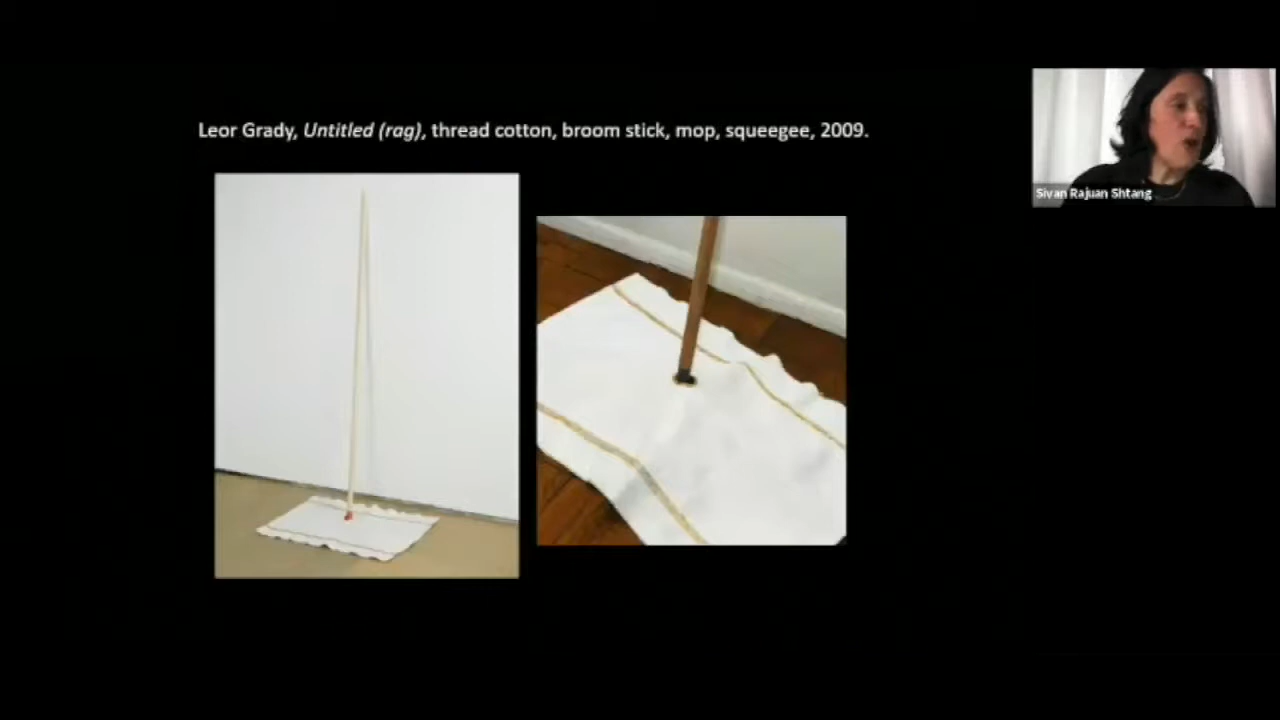 Leor Grady, Untitled (rag), thread cotton, broom stick, mop, squeegee, 2009.
Sivan Rajuan Shtang